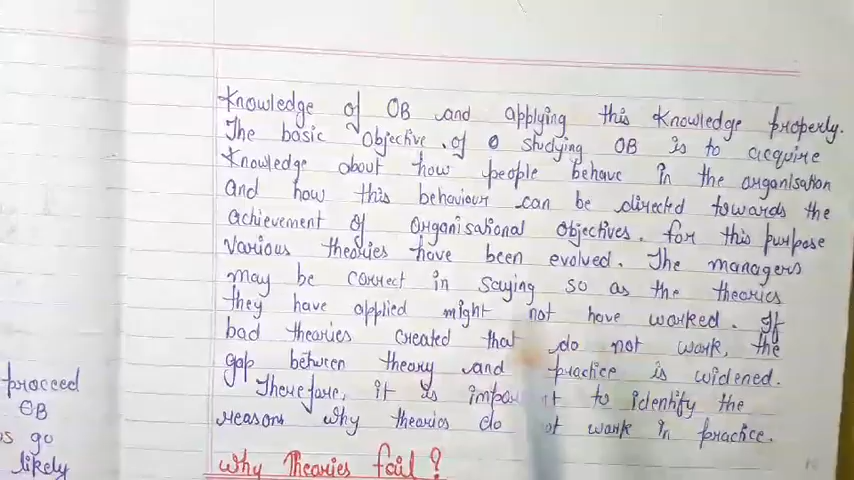 Knowledge of OB and applying this knowledge properly.
The basic objective of studying OB is to acquire
knowledge about how people behave in the organisation
and how this behaviour can be directed towards the
achievement of organisational objectives. for this purpose
various theories have been evolved. The managers
may be correct in saying so as the theories
they have applied might not have worked. If
bad theories created that do not work, the
gap between theory and practice is widened.
Therefore, it is to identify the
reasons why theories do work in practice.
Why Theories fail?
proceed
OB
go
likely